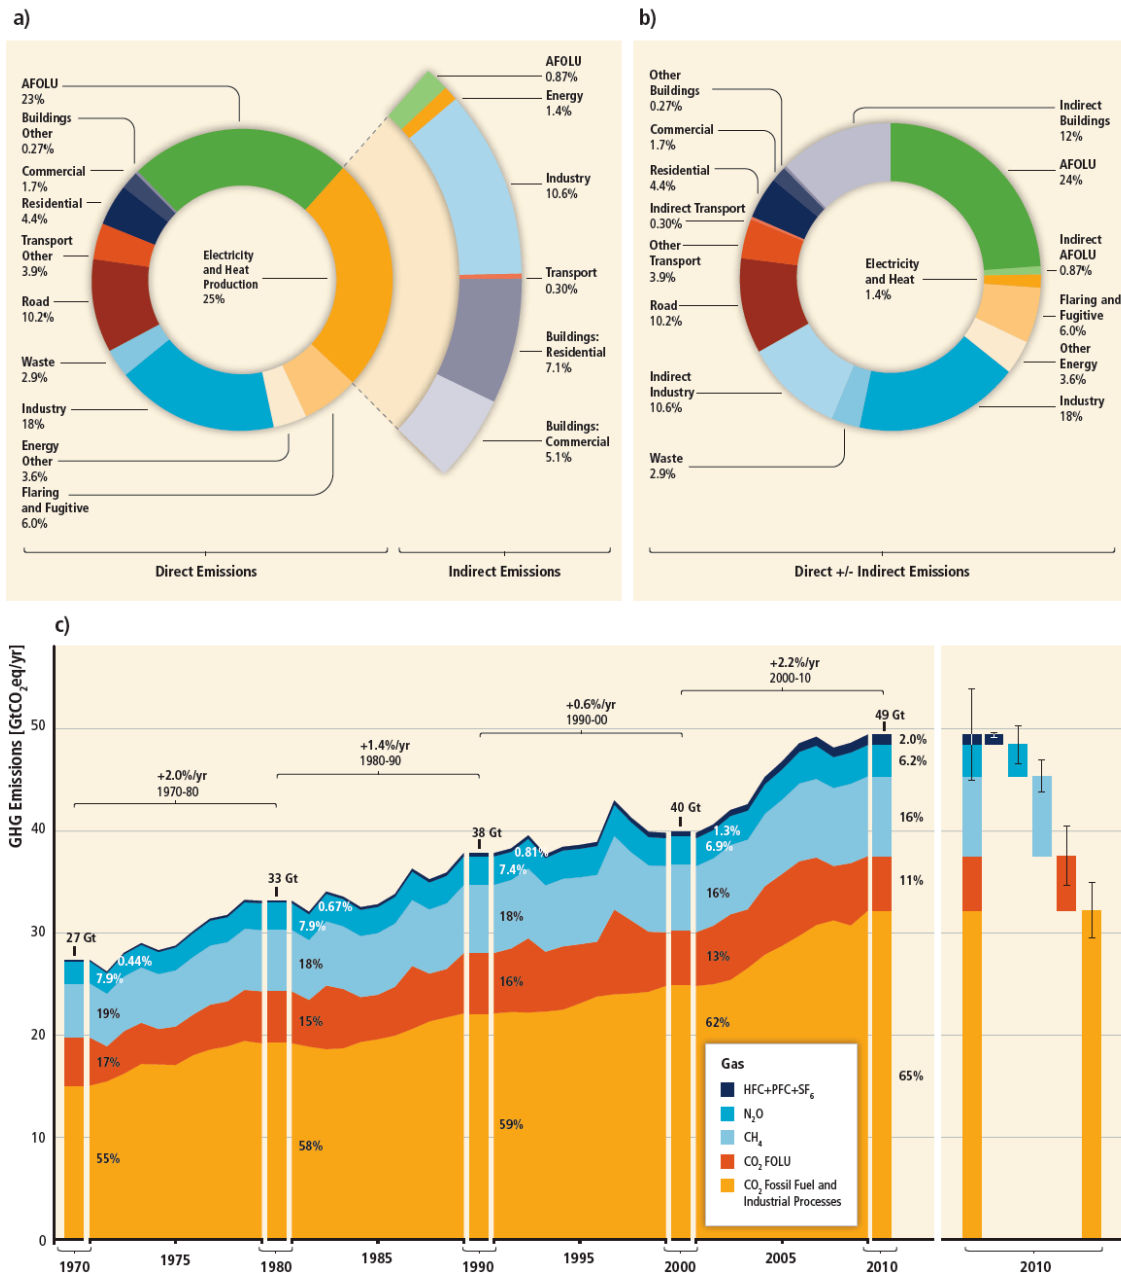 a)
AFOLU
23%
Buildings
Other
0.27%
Commercial
1.7%
Residential
4.4%
Transport
Other
3.9%
Road
10.2%
Waste
2.9%
Industry
18%
Energy
Other
3.6%
Flaring
and Fugitive
6.0%
Electricity
and Heat
Production
25%
AFOLU
0.87%
Energy
1.4%
Industry
10.6%
Transport
0.30%
Buildings:
Residential
7.1%
Buildings:
Commercial
5.1%
Direct Emissions
Indirect Emissions
b)
Other
Buildings
0.27%
Commercial
1.7%
Residential
4.4%
Indirect Transport
0.30%
Other
Transport
3.9%
Road
10.2%
Indirect
Industry
10.6%
Waste
2.9%
Electricity
and Heat
1.4%
Indirect
Buildings
12%
AFOLU
24%
Indirect
AFOLU
0.87%
Flaring and
Fugitive
6.0%
Other
Energy
3.6%
Industry
18%
Direct +/- Indirect Emissions
c)
GHG Emissions [GtCO2eq/yr]
50
40
30
20
10
0
+2.0%/yr
1970-80
+1.4%/yr
1980-90
+0.6%/yr
1990-00
+2.2%/yr
2000-10
27 Gt
33 Gt
38 Gt
40 Gt
49 Gt
0.44%
7.9%
19%
17%
55%
0.67%
7.9%
18%
15%
58%
0.81%
7.4%
18%
16%
59%
1.3%
6.9%
16%
13%
62%
2.0%
6.2%
16%
11%
65%
Gas
HFC+PFC+SF6
N2O
CH4
CO2 FOLU
CO2 Fossil Fuel and
Industrial Processes
1970
1975
1980
1985
1990
1995
2000
2005
2010
2010